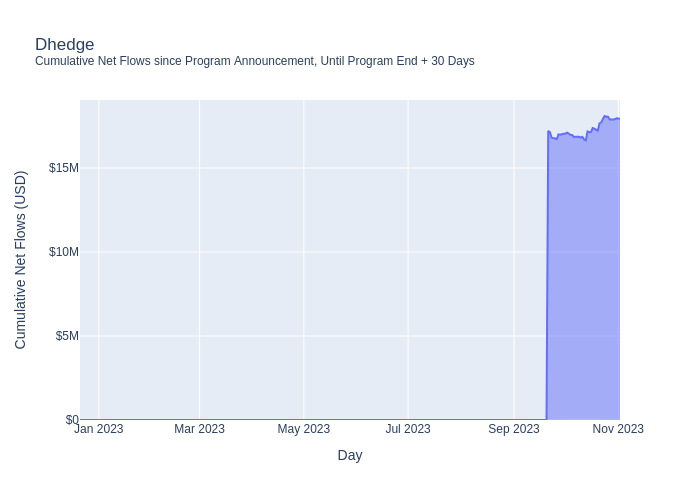 Dhedge
Cumulative Net Flows since Program Announcement, Until Program End + 30 Days
Cumulative Net Flows (USD)
$15M
$10M
$5M
$0
Jan 2023
Mar 2023
May 2023
Jul 2023
Sep 2023
Nov 2023
Day